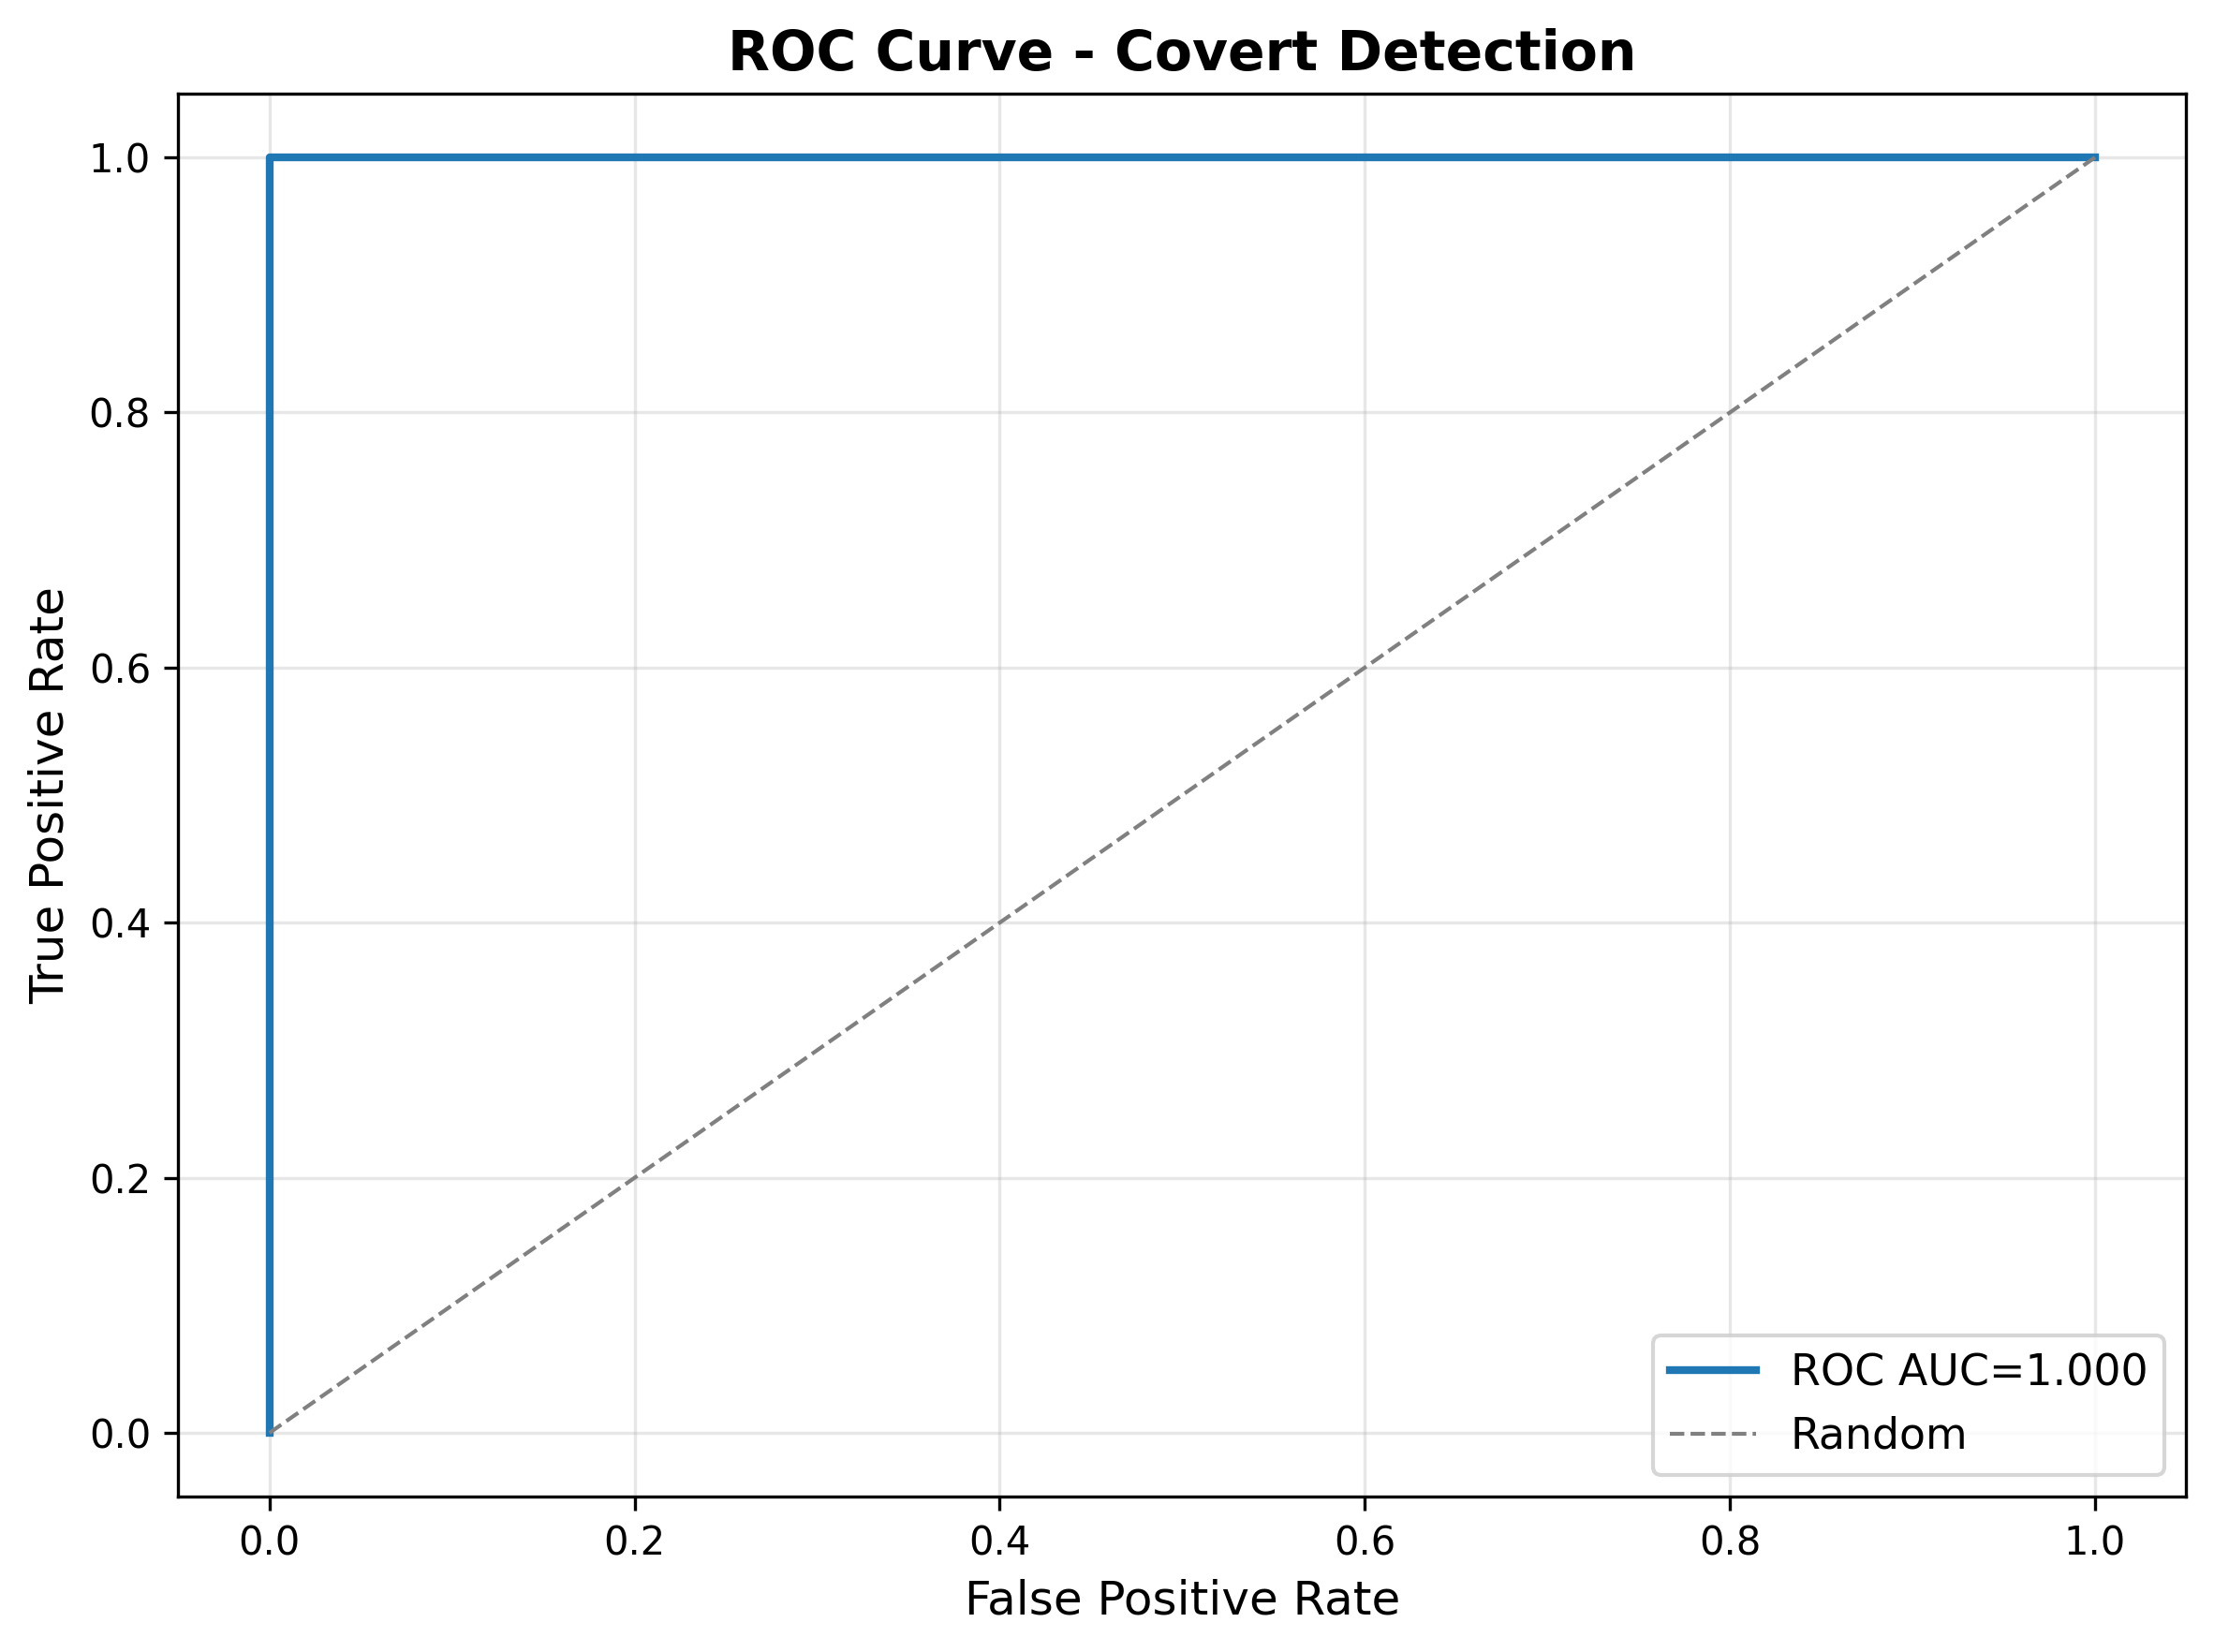 ROC Curve - Covert Detection
True Positive Rate
1.0
0.8
0.6
0.4
0.2
0.0
ROC AUC=1.000
Random
0.0 0.2 0.4 0.6 0.8 1.0
False Positive Rate